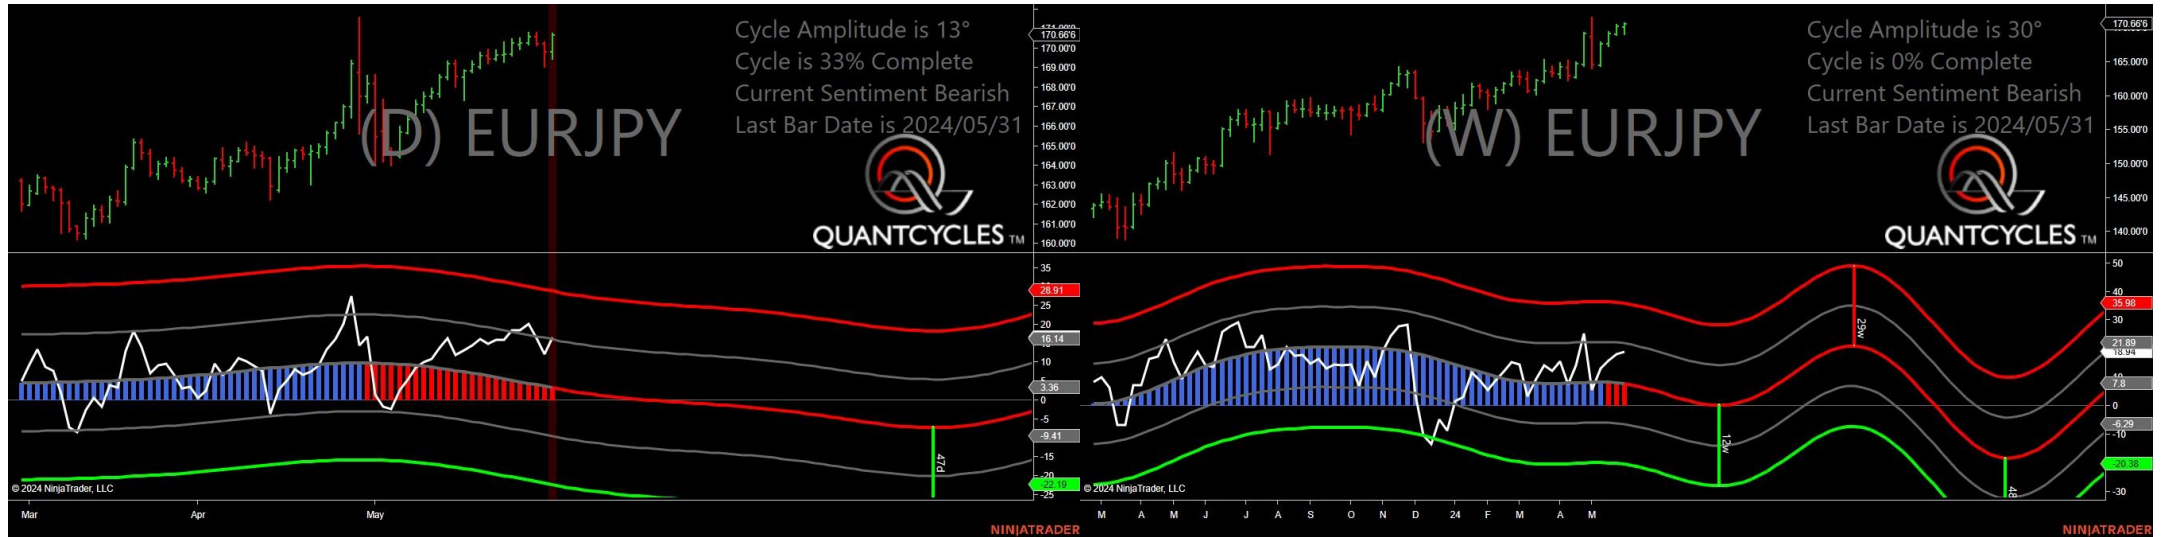 Cycle Amplitude is 13°
Cycle is 33% Complete
Current Sentiment Bearish
Last Bar Date is 2024/05/31
(D) EURJPY
QUANTCYCLES TM
170.66'6
170.00'0
169.00'0
168.00'0
167.00'0
166.00'0
165.00'0
164.00'0
163.00'0
162.00'0
161.00'0
160.00'0
35
28.91
25
20
16.14
10
3.36
0
-5
-9.41
-15
-20
-22.19
-25
47d
© 2024 NinjaTrader, LLC
Mar Apr May
NINJATRADER
Cycle Amplitude is 30°
Cycle is 0% Complete
Current Sentiment Bearish
Last Bar Date is 2024/05/31
(W) EURJPY
QUANTCYCLES TM
170.66'6
165.00'0
160.00'0
155.00'0
150.00'0
145.00'0
140.00'0
50
40
35.98
30
21.89
18.94
7.8
0
-6.29
-10
-20.38
-30
12w
29w
48
© 2024 NinjaTrader, LLC
M A M J J A S O N D 24 F M A M
NINJATRADER